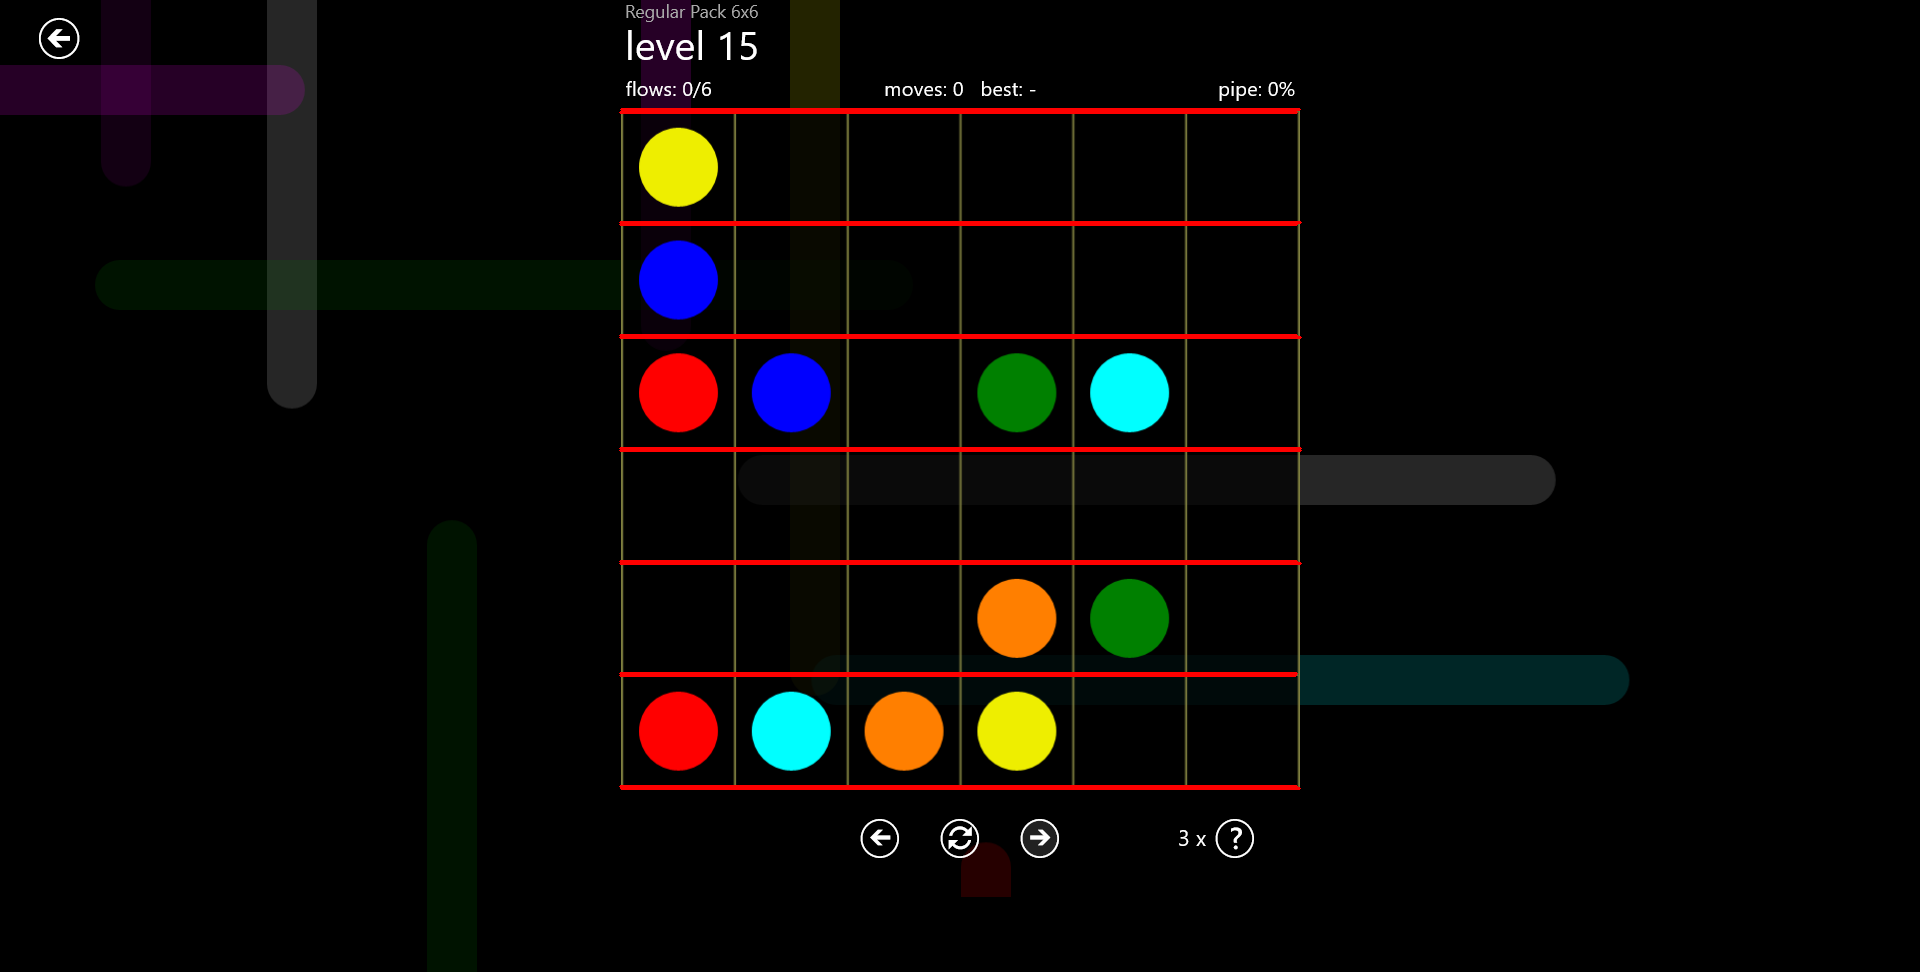 Regular Pack 6x6
level 15
flows: 0/6 moves: 0 best: - pipe: 0%
3 x ?